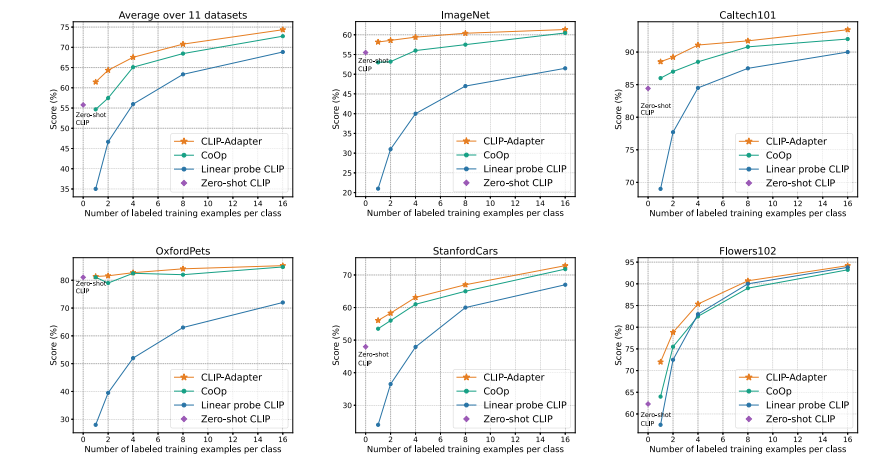 Average over 11 datasets
Score (%)
75
70
65
60
55
50
45
40
35
Zero-shot
CLIP
CLIP-Adapter
CoOp
Linear probe CLIP
Zero-shot CLIP
0 2 4 6 8 10 12 14 16
Number of labeled training examples per class
ImageNet
Score (%)
60
55
50
45
40
35
30
25
20
Zero-shot
CLIP
CLIP-Adapter
CoOp
Linear probe CLIP
Zero-shot CLIP
0 2 4 6 8 10 12 14 16
Number of labeled training examples per class
Caltech101
Score (%)
90
85
80
75
70
Zero-shot
CLIP
CLIP-Adapter
CoOp
Linear probe CLIP
Zero-shot CLIP
0 2 4 6 8 10 12 14 16
Number of labeled training examples per class
OxfordPets
Score (%)
80
70
60
50
40
30
Zero-shot
CLIP
CLIP-Adapter
CoOp
Linear probe CLIP
Zero-shot CLIP
0 2 4 6 8 10 12 14 16
Number of labeled training examples per class
StanfordCars
Score (%)
70
60
50
40
30
Zero-shot
CLIP
CLIP-Adapter
CoOp
Linear probe CLIP
Zero-shot CLIP
0 2 4 6 8 10 12 14 16
Number of labeled training examples per class
Flowers102
Score (%)
95
90
85
80
75
70
65
60
Zero-shot
CLIP
CLIP-Adapter
CoOp
Linear probe CLIP
Zero-shot CLIP
0 2 4 6 8 10 12 14 16
Number of labeled training examples per class